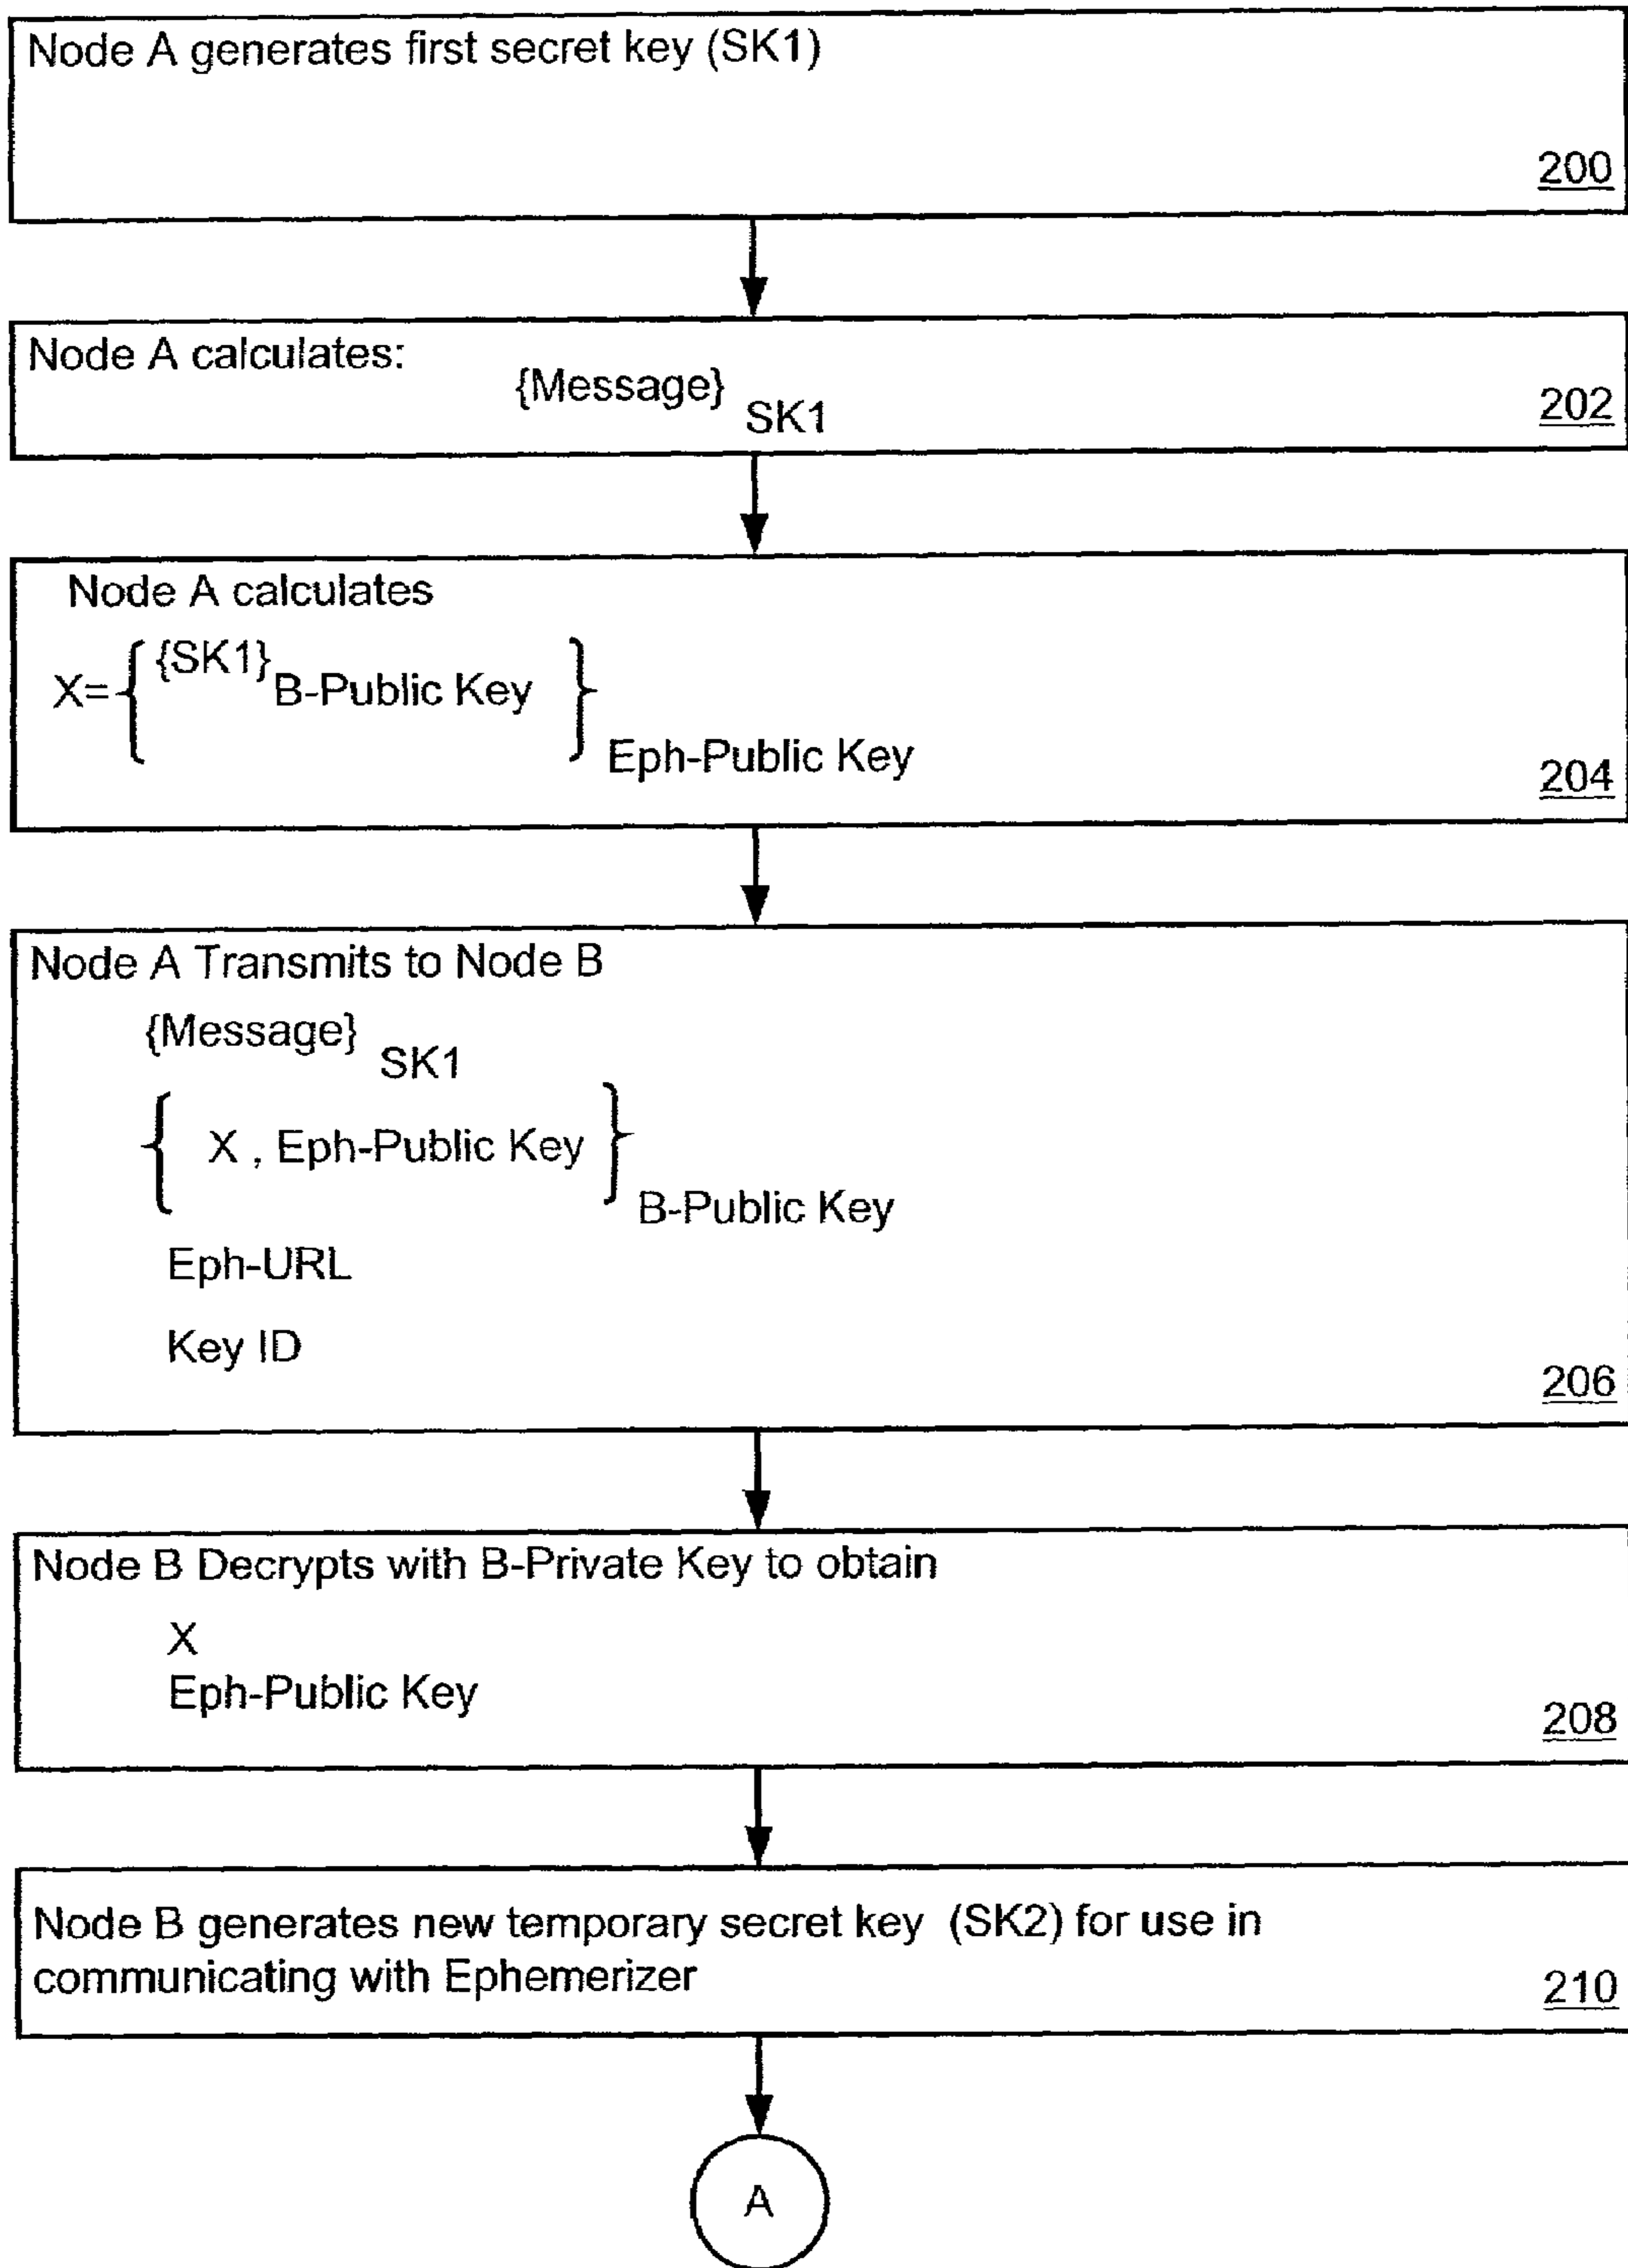 Node A generates first secret key (SK1)
200
Node A calculates:
{Message} SK1
202
Node A calculates
X= { {SK1} B-Public Key } Eph-Public Key
204
Node A Transmits to Node B
{Message} SK1
{ X , Eph-Public Key } B-Public Key
Eph-URL
Key ID
206
Node B Decrypts with B-Private Key to obtain
X
Eph-Public Key
208
Node B generates new temporary secret key (SK2) for use in
communicating with Ephemerizer
210
A